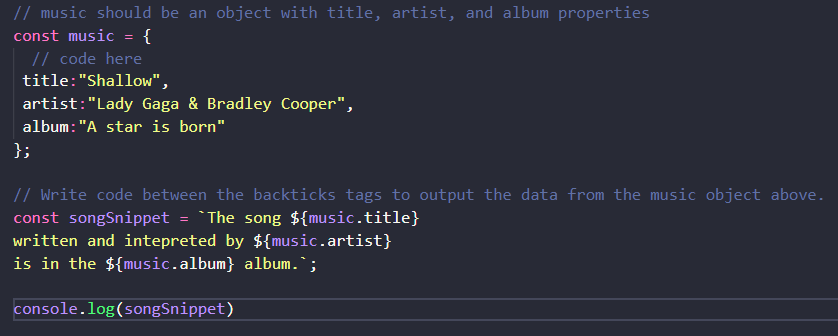 // music should be an object with title, artist, and album properties
const music = {
// code here
title:"Shallow",
artist:"Lady Gaga & Bradley Cooper",
album:"A star is born"
};
// Write code between the backticks tags to output the data from the music object above.
const songSnippet = `The song ${music.title}
written and intepreted by ${music.artist}
is in the ${music.album} album.`;
console.log(songSnippet)